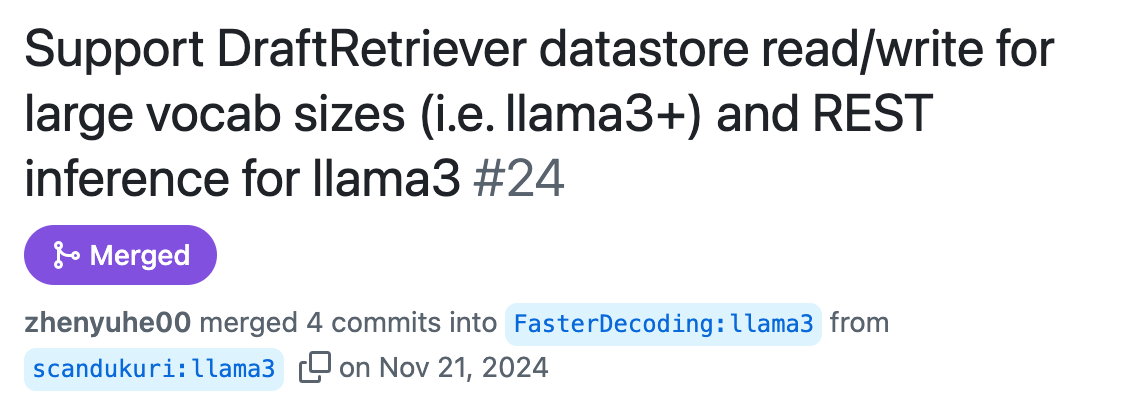 Support DraftRetriever datastore read/write for
large vocab sizes (i.e. llama3+) and REST
inference for llama3 #24
Merged
zhenyuhe00 merged 4 commits into FasterDecoding:llama3 from
scandukuri:llama3 on Nov 21, 2024